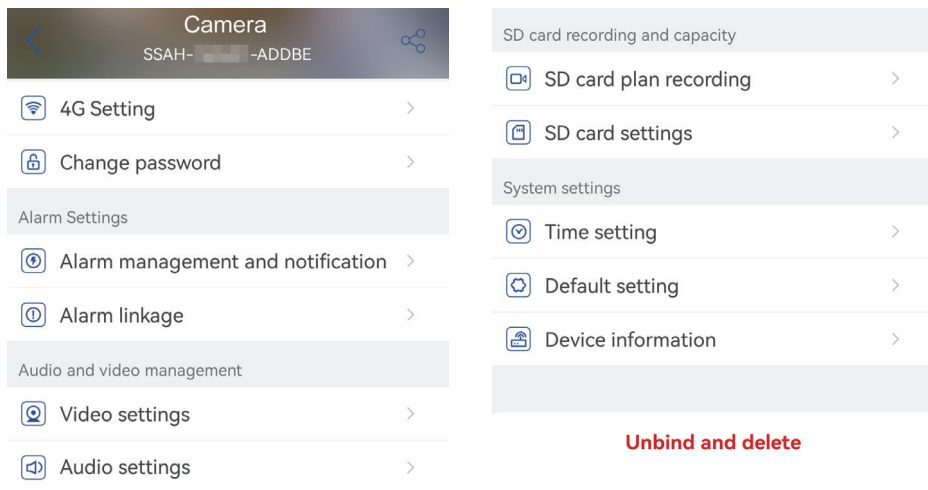 Camera
SSAH-
-ADDBE
4G Setting
Change password
Alarm Settings
Alarm management and notification
Alarm linkage
Audio and video management
Video settings
Audio settings
SD card recording and capacity
SD card plan recording
SD card settings
System settings
Time setting
Default setting
Device information
Unbind and delete